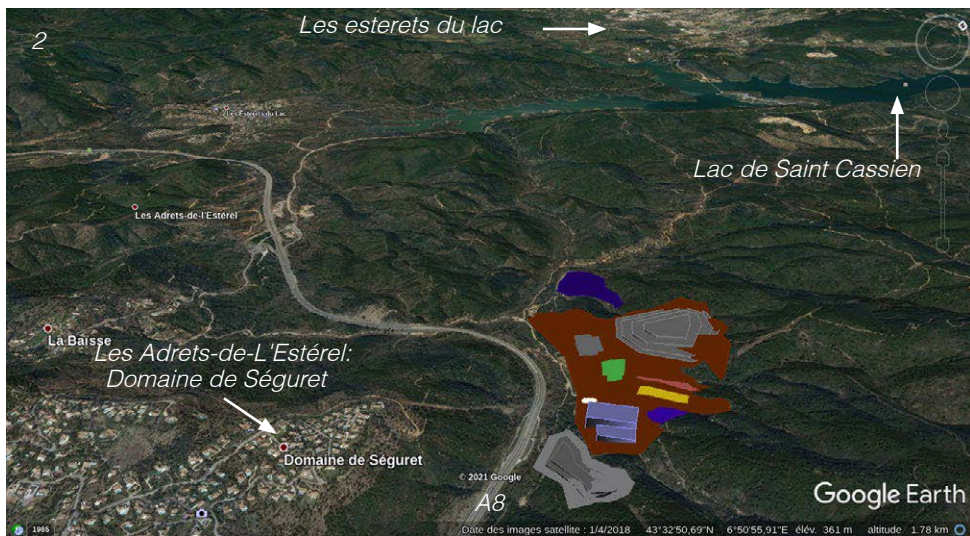 2
Les esterets du lac
Les Esterets du Lac
Lac de Saint Cassien
Les Adrets-de-l'Estérel
La Baïsse
Les Adrets-de-L'Estérel:
Domaine de Séguret
Domaine de Séguret
© 2021 Google
A8
Google Earth
1985
Date des images satellite : 1/4/2018 43°32'50,69"N 6°50'55,91"E élév. 361 m altitude 1.78 km